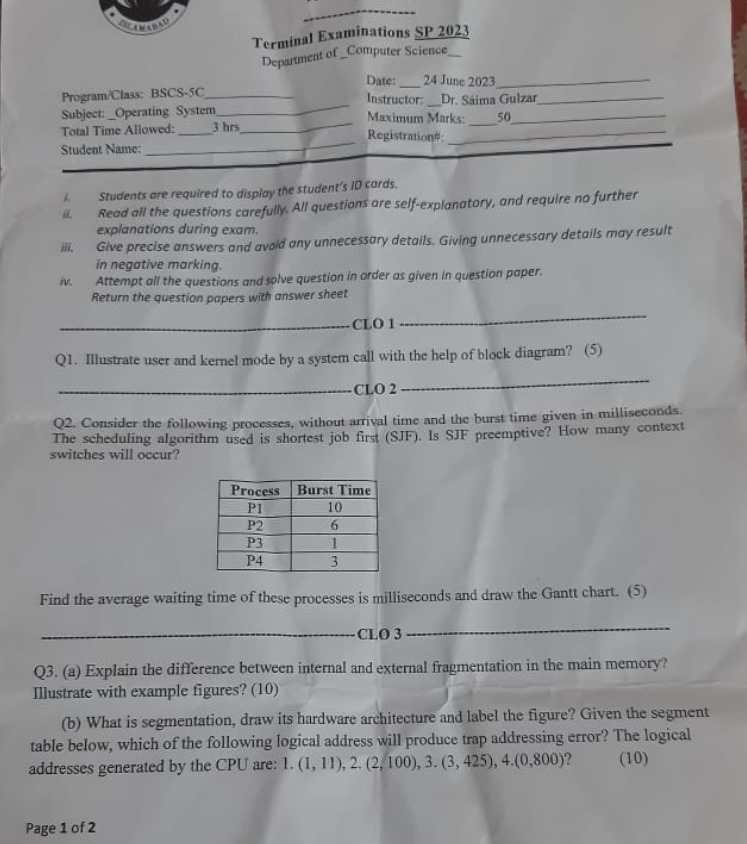 ISLAMABAD
Terminal Examinations SP 2023
Department of _Computer Science__
Program/Class: BSCS-5C
Date: ___ 24 June 2023
Subject: _Operating System
Instructor: __Dr. Saima Gulzar
Total Time Allowed: _____3 hrs
Maximum Marks: ____50
Student Name:
Registration#:
i. Students are required to display the student's ID cards.
ii. Read all the questions carefully. All questions are self-explanatory, and require no further
explanations during exam.
iii. Give precise answers and avoid any unnecessary details. Giving unnecessary details may result
in negative marking.
iv. Attempt all the questions and solve question in order as given in question paper.
Return the question papers with answer sheet
CLO 1
Q1. Illustrate user and kernel mode by a system call with the help of block diagram? (5)
CLO 2
Q2. Consider the following processes, without arrival time and the burst time given in milliseconds.
The scheduling algorithm used is shortest job first (SJF). Is SJF preemptive? How many context
switches will occur?
Process Burst Time
P1 10
P2 6
P3 1
P4 3
Find the average waiting time of these processes is milliseconds and draw the Gantt chart. (5)
CLO 3
Q3. (a) Explain the difference between internal and external fragmentation in the main memory?
Illustrate with example figures? (10)
(b) What is segmentation, draw its hardware architecture and label the figure? Given the segment
table below, which of the following logical address will produce trap addressing error? The logical
addresses generated by the CPU are: 1. (1, 11), 2. (2, 100), 3. (3, 425), 4.(0,800)? (10)
Page 1 of 2